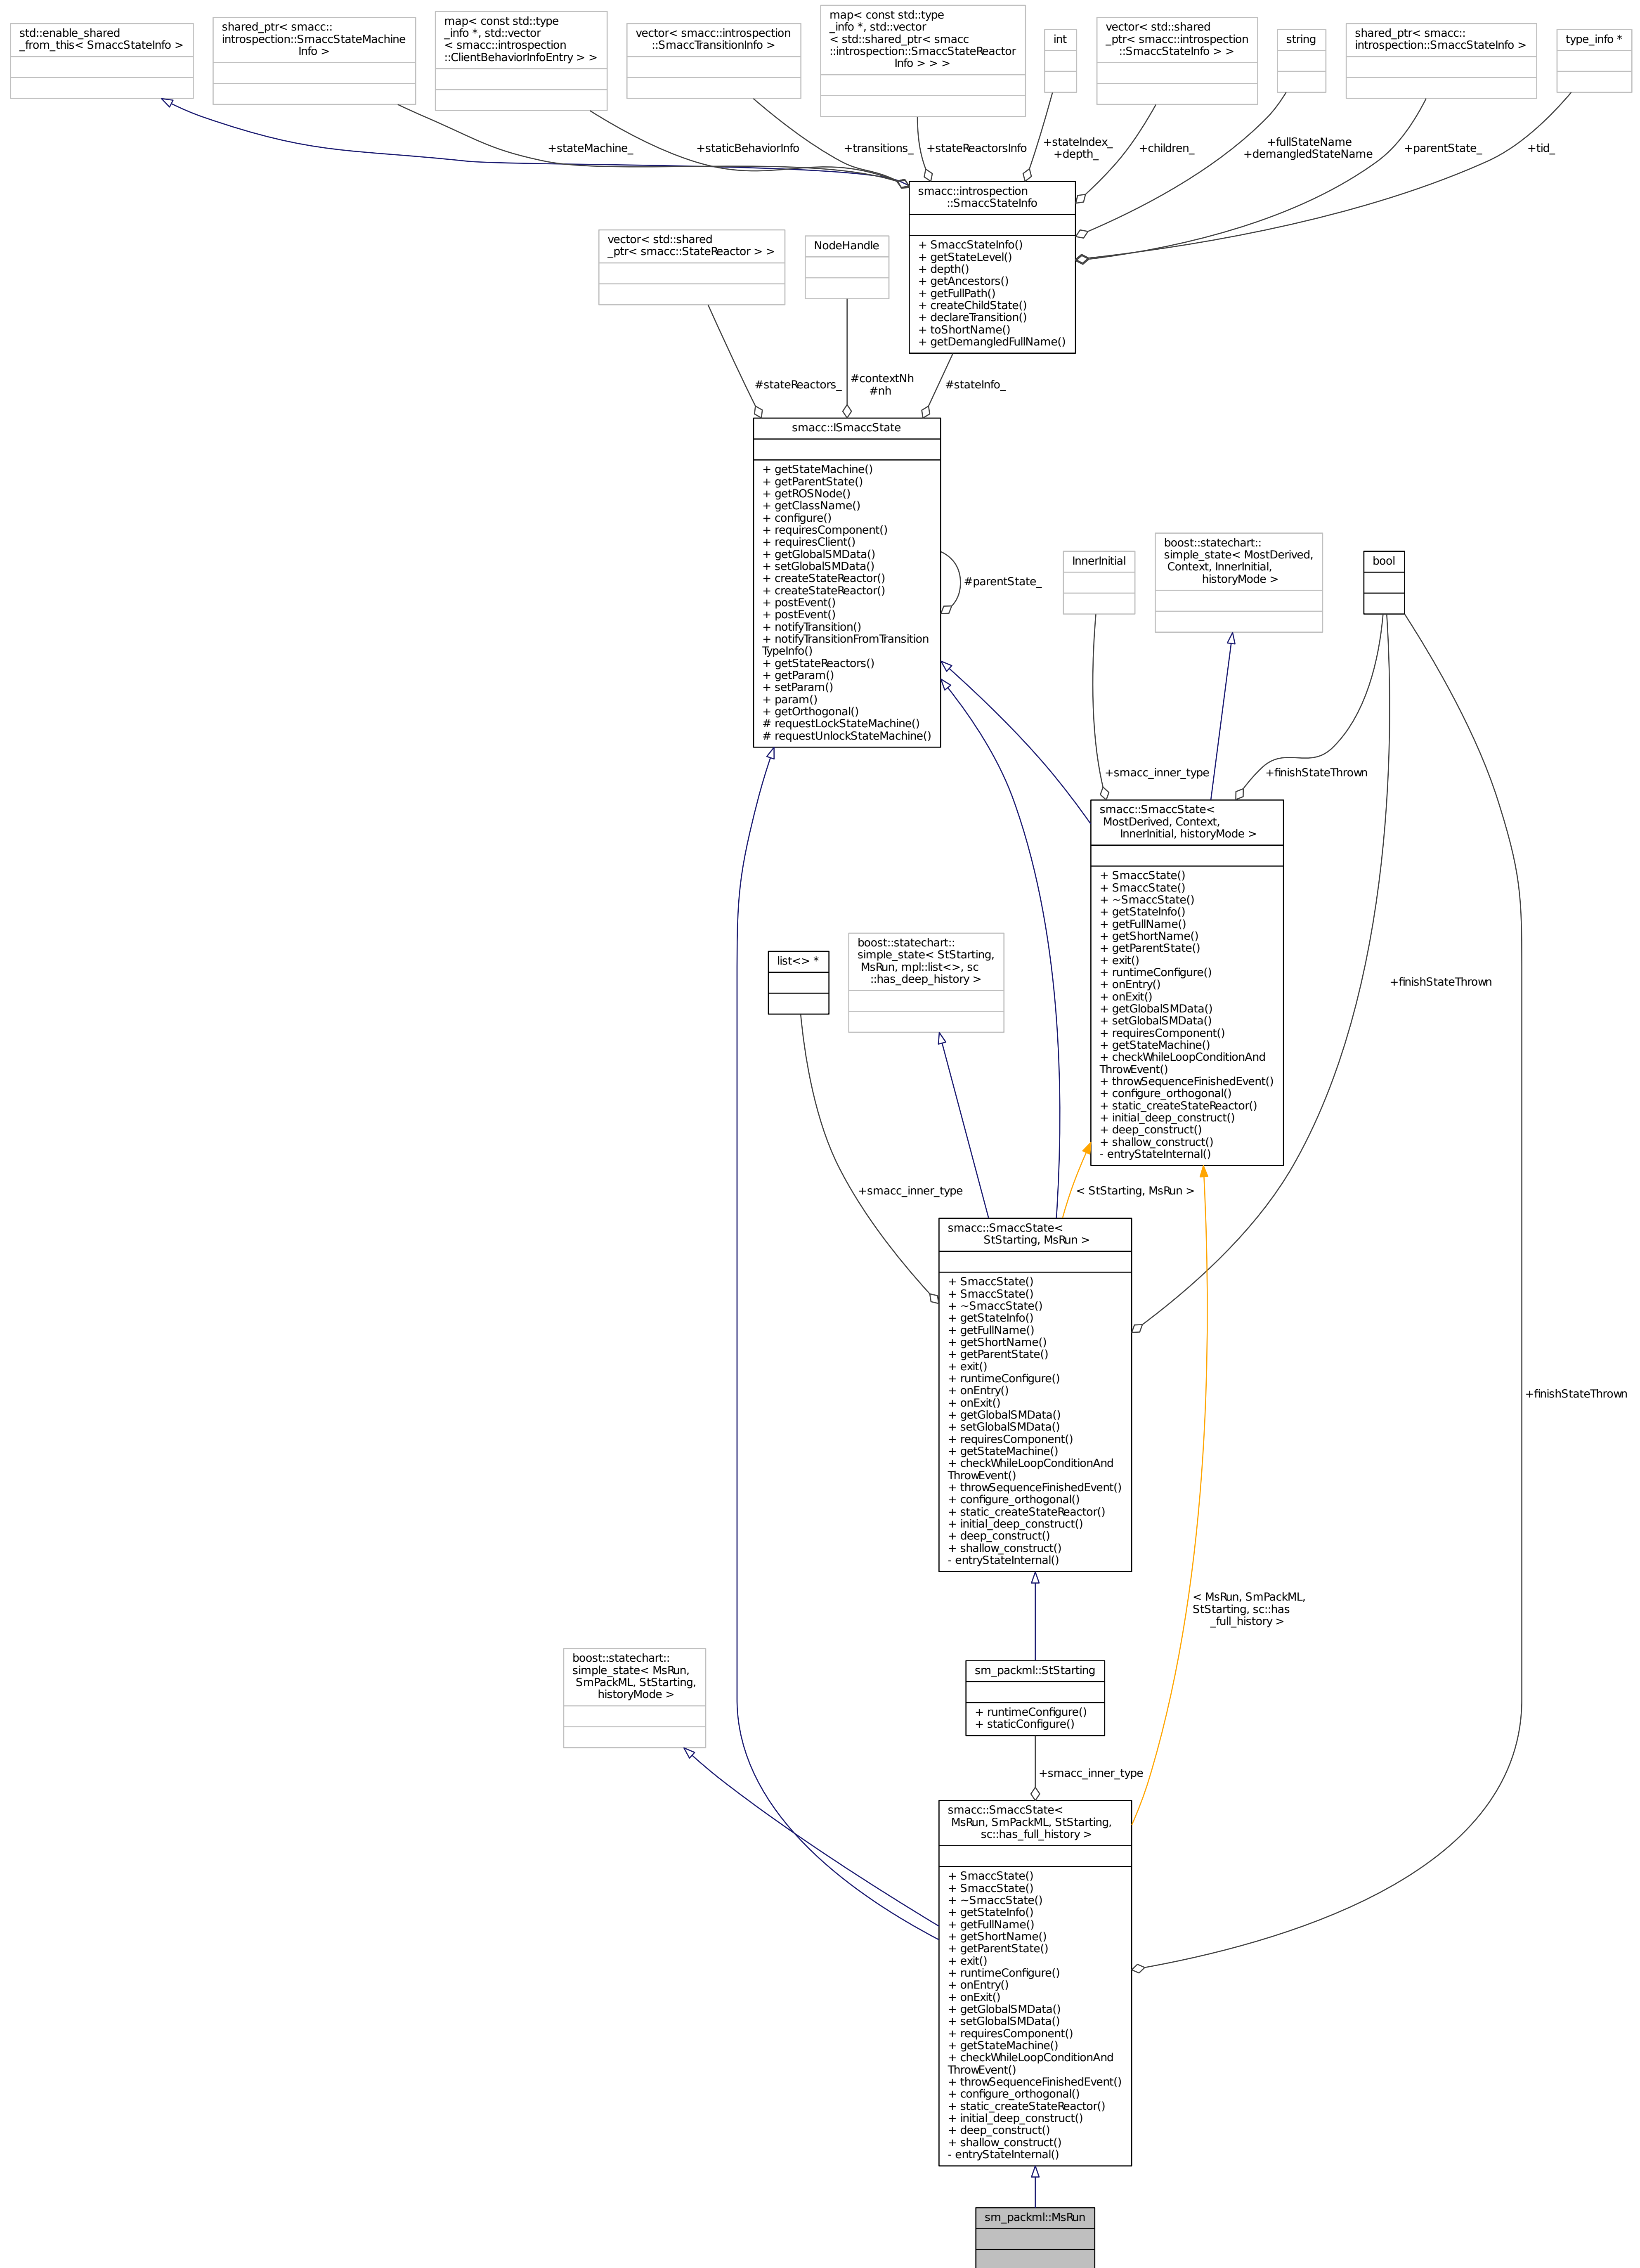 std::enable_shared
_from_this< SmaccStateInfo >
shared_ptr< smacc::
introspection::SmaccStateMachine
Info >
map< const std::type
_info *, std::vector
< smacc::introspection
::ClientBehaviorInfoEntry > >
vector< smacc::introspection
::SmaccTransitionInfo >
map< const std::type
_info *, std::vector
< std::shared_ptr< smacc
::introspection::SmaccStateReactor
Info > > >
int
vector< std::shared
_ptr< smacc::introspection
::SmaccStateInfo > >
string
shared_ptr< smacc::
introspection::SmaccStateInfo >
type_info *
+stateMachine_
+staticBehaviorInfo
+transitions_
+stateReactorsInfo
+stateIndex_
+depth_
+children_
+fullStateName
+demangledStateName
+parentState_
+tid_
smacc::introspection
::SmaccStateInfo
+ SmaccStateInfo()
+ getStateLevel()
+ depth()
+ getAncestors()
+ getFullPath()
+ createChildState()
+ declareTransition()
+ toShortName()
+ getDemangledFullName()
vector< std::shared
_ptr< smacc::StateReactor > >
NodeHandle
#stateReactors_
#contextNh
#nh
#stateInfo_
smacc::ISmaccState
+ getStateMachine()
+ getParentState()
+ getROSNode()
+ getClassName()
+ configure()
+ requiresComponent()
+ requiresClient()
+ getGlobalSMData()
+ setGlobalSMData()
+ createStateReactor()
+ createStateReactor()
+ postEvent()
+ postEvent()
+ notifyTransition()
+ notifyTransitionFromTransition
TypeInfo()
+ getStateReactors()
+ getParam()
+ setParam()
+ param()
+ getOrthogonal()
# requestLockStateMachine()
# requestUnlockStateMachine()
#parentState_
InnerInitial
boost::statechart::
simple_state< MostDerived,
Context, InnerInitial,
historyMode >
bool
+smacc_inner_type
+finishStateThrown
smacc::SmaccState<
MostDerived, Context,
InnerInitial, historyMode >
+ SmaccState()
+ SmaccState()
+ ~SmaccState()
+ getStateInfo()
+ getFullName()
+ getShortName()
+ getParentState()
+ exit()
+ runtimeConfigure()
+ onEntry()
+ onExit()
+ getGlobalSMData()
+ setGlobalSMData()
+ requiresComponent()
+ getStateMachine()
+ checkWhileLoopConditionAnd
ThrowEvent()
+ throwSequenceFinishedEvent()
+ configure_orthogonal()
+ static_createStateReactor()
+ initial_deep_construct()
+ deep_construct()
+ shallow_construct()
- entryStateInternal()
list<> *
boost::statechart::
simple_state< StStarting,
MsRun, mpl::list<>, sc
::has_deep_history >
+finishStateThrown
+smacc_inner_type
< StStarting, MsRun >
smacc::SmaccState<
StStarting, MsRun >
+ SmaccState()
+ SmaccState()
+ ~SmaccState()
+ getStateInfo()
+ getFullName()
+ getShortName()
+ getParentState()
+ exit()
+ runtimeConfigure()
+ onEntry()
+ onExit()
+ getGlobalSMData()
+ setGlobalSMData()
+ requiresComponent()
+ getStateMachine()
+ checkWhileLoopConditionAnd
ThrowEvent()
+ throwSequenceFinishedEvent()
+ configure_orthogonal()
+ static_createStateReactor()
+ initial_deep_construct()
+ deep_construct()
+ shallow_construct()
- entryStateInternal()
+finishStateThrown
< MsRun, SmPackML,
StStarting, sc::has
_full_history >
boost::statechart::
simple_state< MsRun,
SmPackML, StStarting,
historyMode >
sm_packml::StStarting
+ runtimeConfigure()
+ staticConfigure()
+smacc_inner_type
smacc::SmaccState<
MsRun, SmPackML, StStarting,
sc::has_full_history >
+ SmaccState()
+ SmaccState()
+ ~SmaccState()
+ getStateInfo()
+ getFullName()
+ getShortName()
+ getParentState()
+ exit()
+ runtimeConfigure()
+ onEntry()
+ onExit()
+ getGlobalSMData()
+ setGlobalSMData()
+ requiresComponent()
+ getStateMachine()
+ checkWhileLoopConditionAnd
ThrowEvent()
+ throwSequenceFinishedEvent()
+ configure_orthogonal()
+ static_createStateReactor()
+ initial_deep_construct()
+ deep_construct()
+ shallow_construct()
- entryStateInternal()
sm_packml::MsRun